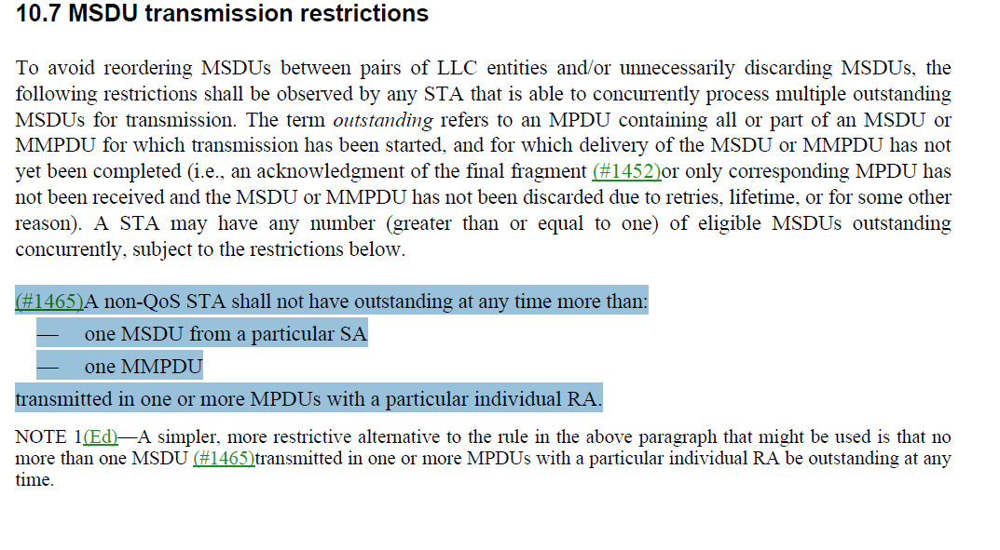 10.7 MSDU transmission restrictions
To avoid reordering MSDUs between pairs of LLC entities and/or unnecessarily discarding MSDUs, the
following restrictions shall be observed by any STA that is able to concurrently process multiple outstanding
MSDUs for transmission. The term outstanding refers to an MPDU containing all or part of an MSDU or
MMPDU for which transmission has been started, and for which delivery of the MSDU or MMPDU has not
yet been completed (i.e., an acknowledgment of the final fragment (#1452)or only corresponding MPDU has
not been received and the MSDU or MMPDU has not been discarded due to retries, lifetime, or for some other
reason). A STA may have any number (greater than or equal to one) of eligible MSDUs outstanding
concurrently, subject to the restrictions below.
(#1465)A non-QoS STA shall not have outstanding at any time more than:
— one MSDU from a particular SA
— one MMPDU
transmitted in one or more MPDUs with a particular individual RA.
NOTE 1(Ed)—A simpler, more restrictive alternative to the rule in the above paragraph that might be used is that no
more than one MSDU (#1465)transmitted in one or more MPDUs with a particular individual RA be outstanding at any
time.